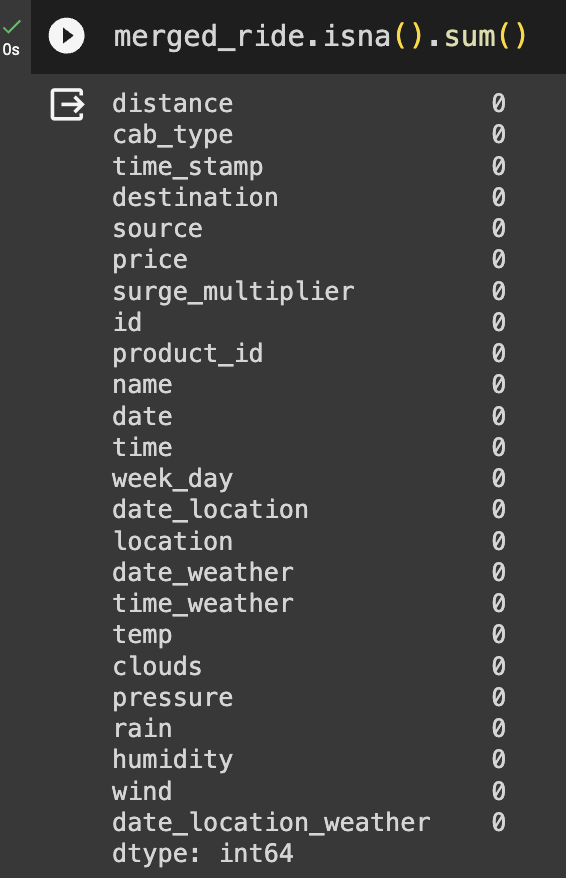 merged_ride.isna().sum()
0s
distance 0
cab_type 0
time_stamp 0
destination 0
source 0
price 0
surge_multiplier 0
id 0
product_id 0
name 0
date 0
time 0
week_day 0
date_location 0
location 0
date_weather 0
time_weather 0
temp 0
clouds 0
pressure 0
rain 0
humidity 0
wind 0
date_location_weather 0
dtype: int64